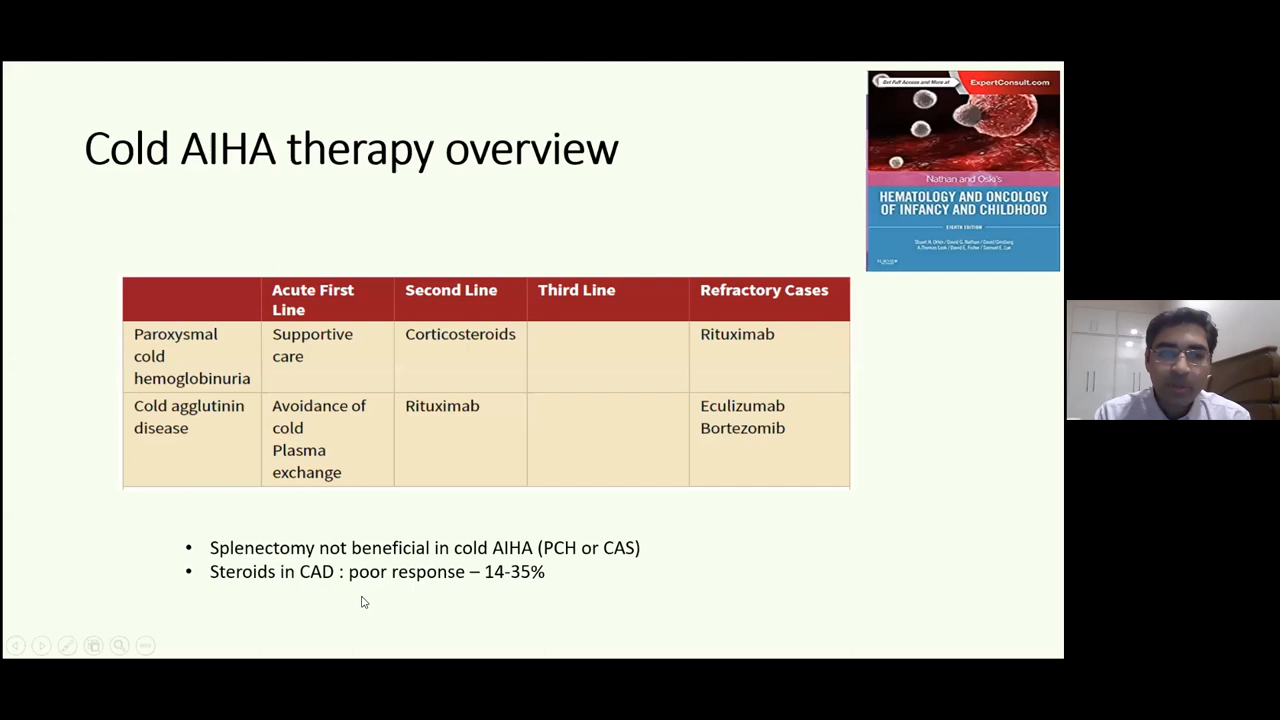 Cold AIHA therapy overview
Get Full Access and More at
ExpertConsult.com
Nathan and Oski's
HEMATOLOGY AND ONCOLOGY
OF INFANCY AND CHILDHOOD
EIGHTH EDITION
Stuart H. Orkin / David G. Nathan / David Ginsburg
A. Thomas Look / David E. Fisher / Samuel E. Lux
ELSEVIER
Acute First
Line
Second Line
Third Line
Refractory Cases
Paroxysmal
cold
hemoglobinuria
Supportive
care
Corticosteroids
Rituximab
Cold agglutinin
disease
Avoidance of
cold
Plasma
exchange
Rituximab
Eculizumab
Bortezomib
• Splenectomy not beneficial in cold AIHA (PCH or CAS)
• Steroids in CAD : poor response – 14-35%